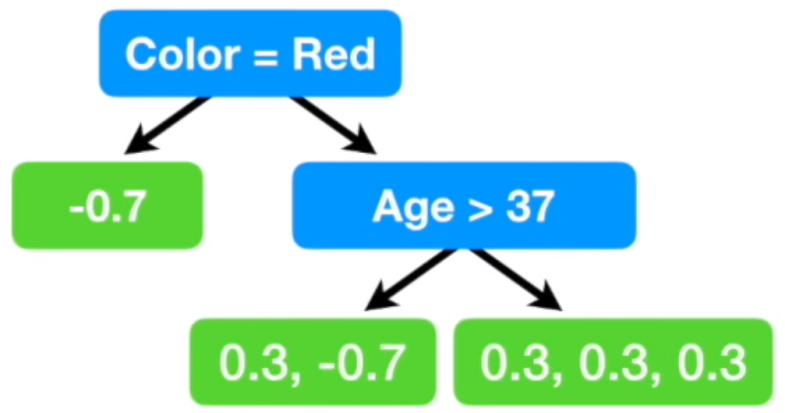 Color = Red
-0.7
Age > 37
0.3, -0.7
0.3, 0.3, 0.3